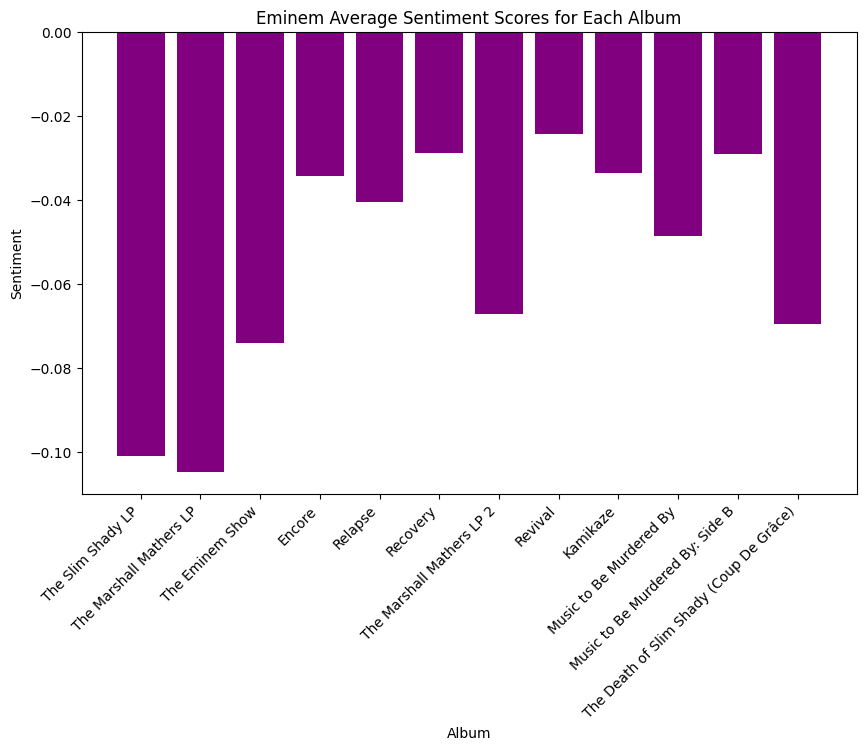 Eminem Average Sentiment Scores for Each Album
0.00
−0.02
−0.04
−0.06
−0.08
−0.10
Sentiment
The Slim Shady LP
The Marshall Mathers LP
The Eminem Show
Encore
Relapse
Recovery
The Marshall Mathers LP 2
Revival
Kamikaze
Music to Be Murdered By
Music to Be Murdered By: Side B
The Death of Slim Shady (Coup De Grâce)
Album